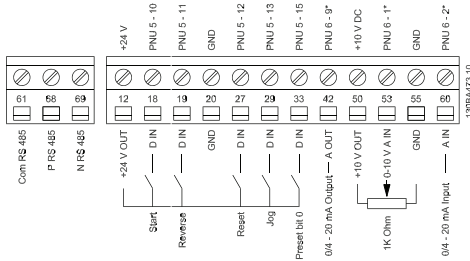 +24 V
PNU 5 - 10
PNU 5 - 11
GND
PNU 5 - 12
PNU 5 - 13
PNU 5 - 15
PNU 6 - 9*
+10 V DC
PNU 6 - 1*
GND
PNU 6 - 2*
61 68 69
12 18 19 20 27 29 33 42 50 53 55 60
130BA473.10
Com RS 485
P RS 485
N RS 485
+24 V OUT
D IN
D IN
GND
D IN
D IN
D IN
A OUT
+10 V OUT
0-10 V A IN
GND
A IN
Start
Reverse
Reset
Jog
Preset bit 0
0/4 - 20 mA Output
1K Ohm
0/4 - 20 mA Input